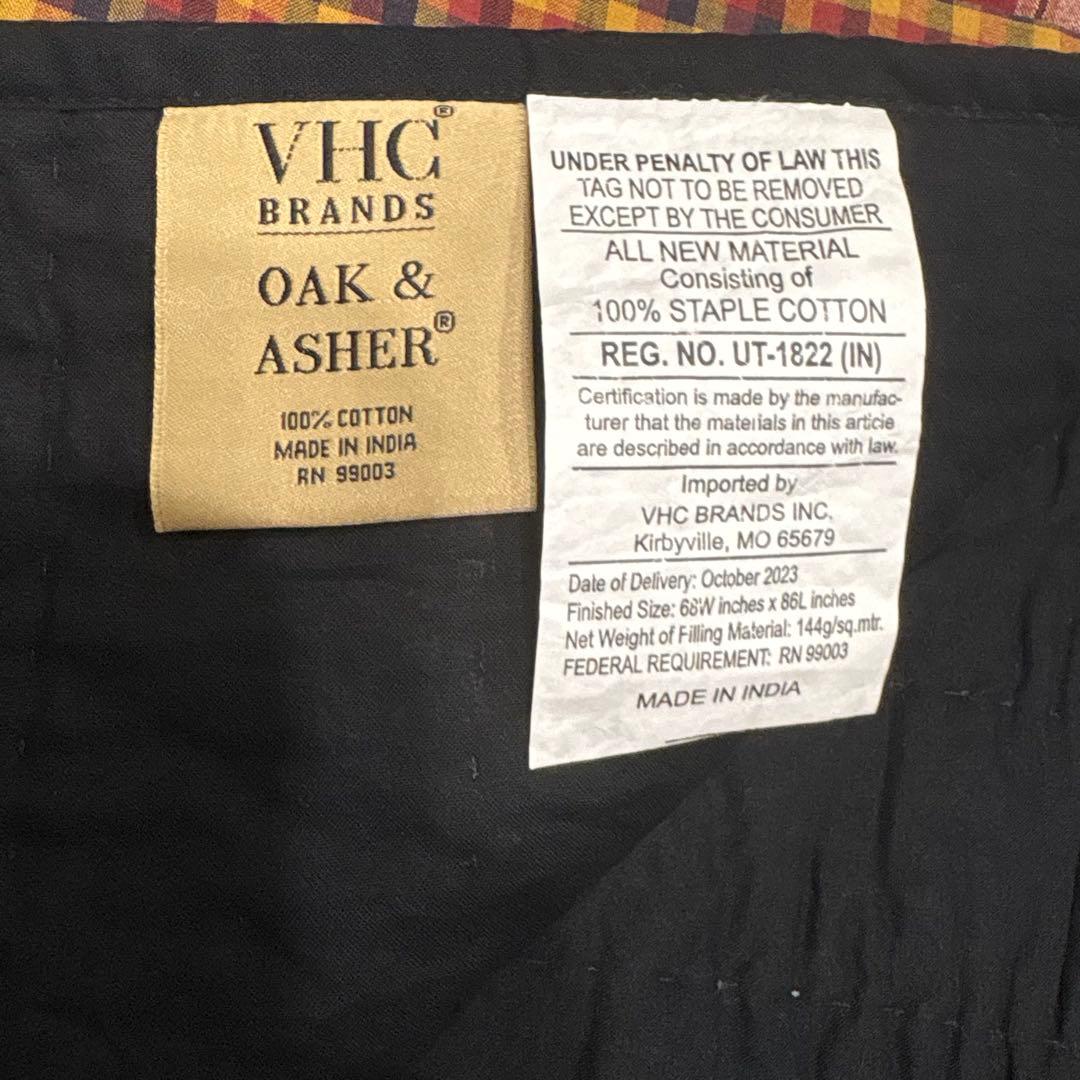 VHC®
BRANDS
OAK &
ASHER®
100% COTTON
MADE IN INDIA
RN 99003
UNDER PENALTY OF LAW THIS
TAG NOT TO BE REMOVED
EXCEPT BY THE CONSUMER
ALL NEW MATERIAL
Consisting of
100% STAPLE COTTON
REG. NO. UT-1822 (IN)
Certification is made by the manufac-
turer that the materials in this article
are described in accordance with law.
Imported by
VHC BRANDS INC.
Kirbyville, MO 65679
Date of Delivery: October 2023
Finished Size: 68W inches x 86L inches
Net Weight of Filling Material: 144g/sq.mtr.
FEDERAL REQUIREMENT: RN 99003
MADE IN INDIA